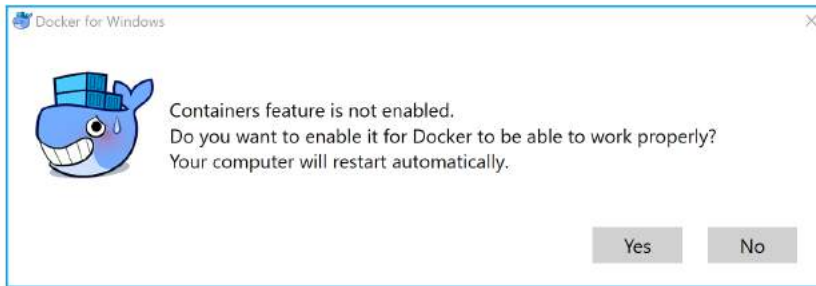 Docker for Windows
Containers feature is not enabled.
Do you want to enable it for Docker to be able to work properly?
Your computer will restart automatically.
Yes No